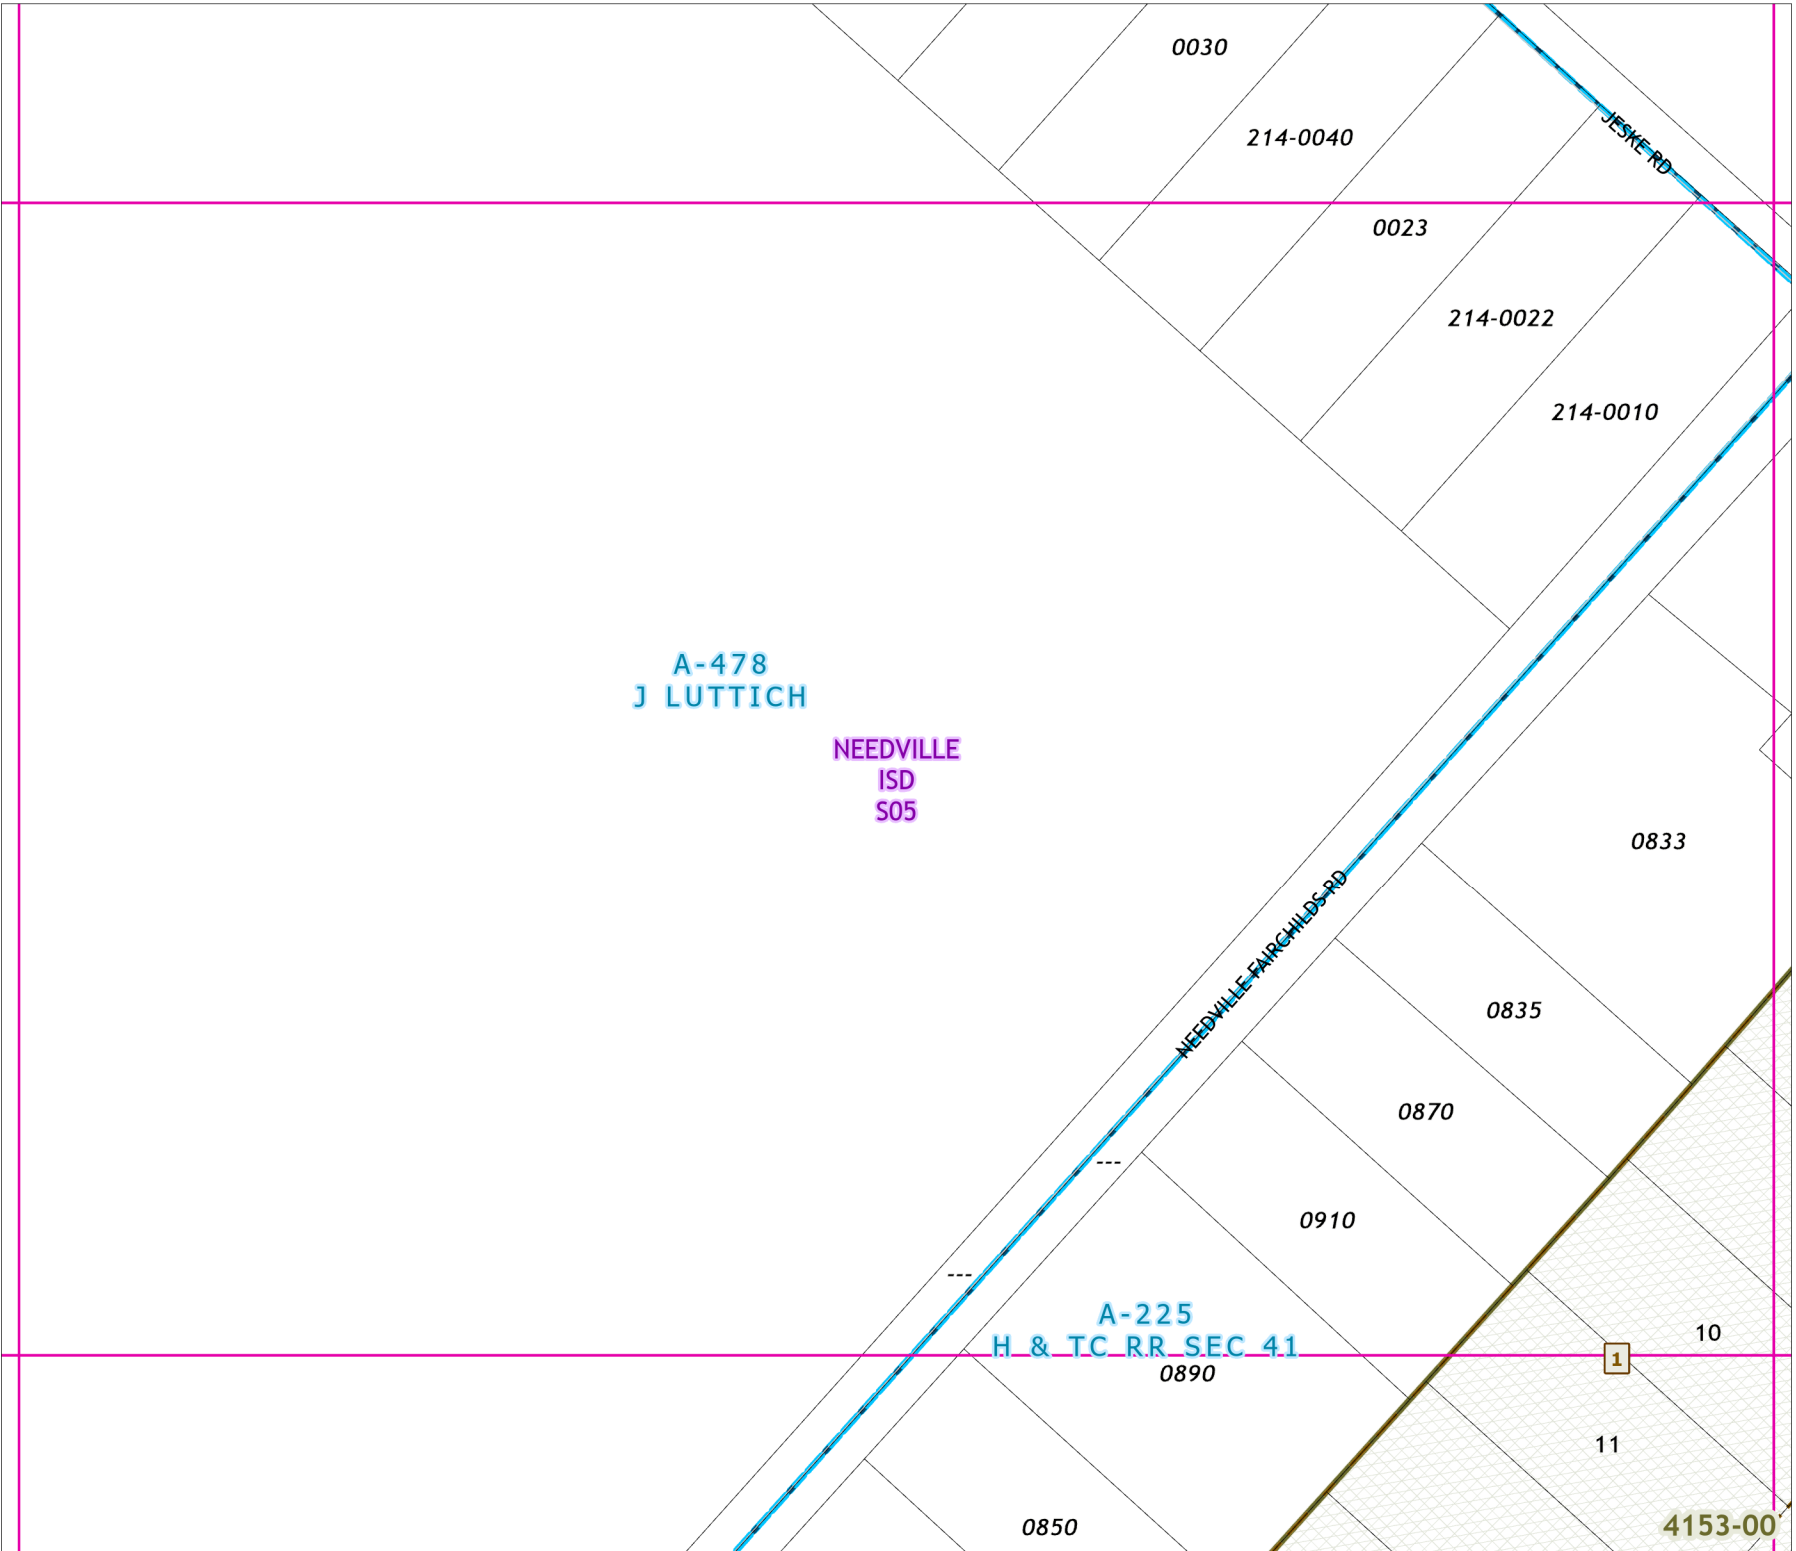 0030
214-0040
JESKE RD
0023
214-0022
214-0010
A-478
J LUTTICH
NEEDVILLE
ISD
S05
0833
NEEDVILLE FAIRCHILDS RD
0835
0870
---
0910
---
A-225
H & TC RR SEC 41
0890
10
1
11
0850
4153-00